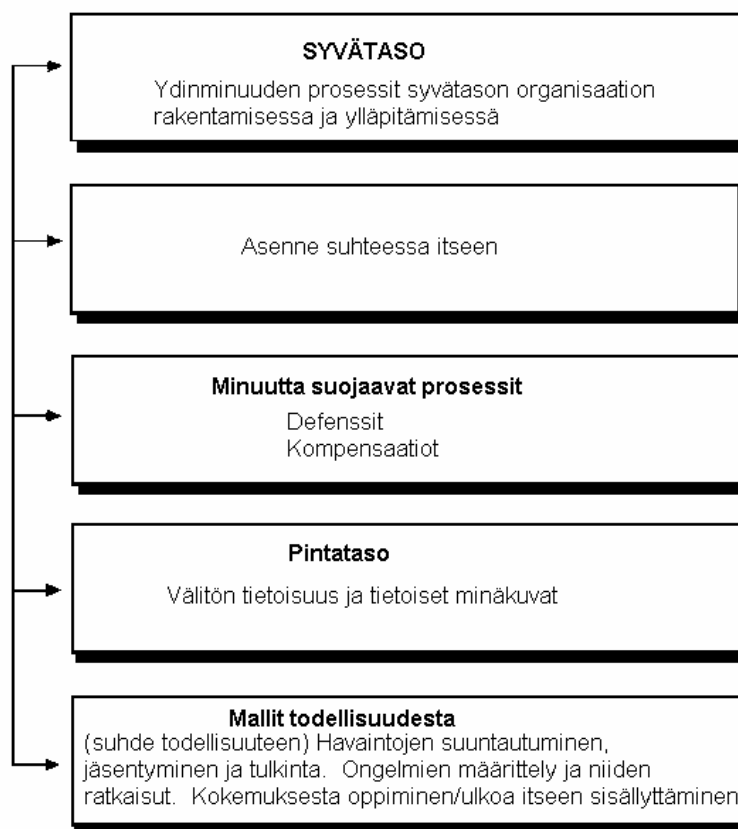 SYVÄTASO
Ydinminuuden prosessit syvätason organisaation
rakentamisessa ja ylläpitämisessä
Asenne suhteessa itseen
Minuutta suojaavat prosessit
Defenssit
Kompensaatiot
Pintataso
Välitön tietoisuus ja tietoiset minäkuvat
Mallit todellisuudesta
(suhde todellisuuteen) Havaintojen suuntautuminen,
jäsentyminen ja tulkinta. Ongelmien määrittely ja niiden
ratkaisut. Kokemuksesta oppiminen/ulkoa itseen sisällyttäminen